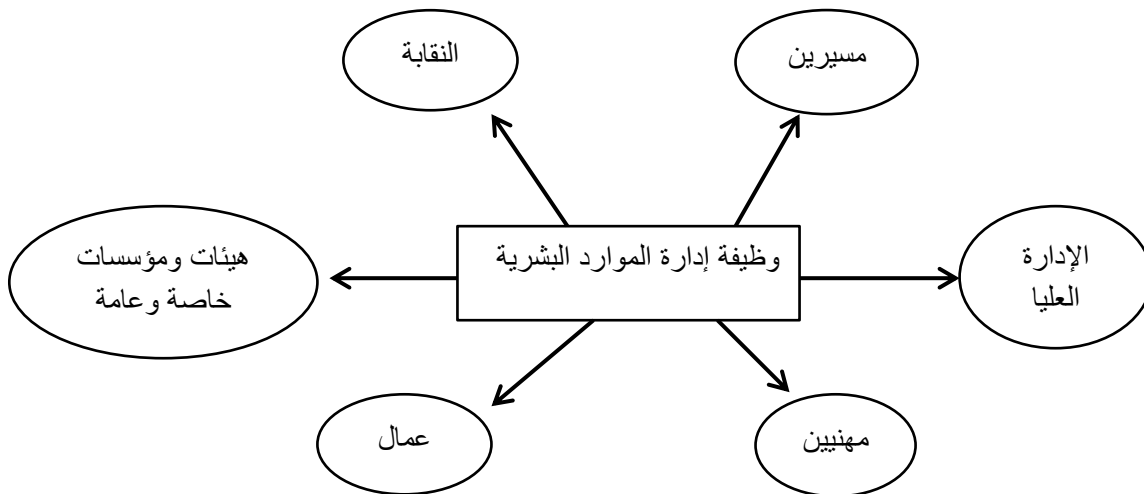 مسيرين
النقابة
وظيفة إدارة الموارد البشرية
الإدارة
العليا
هيئات ومؤسسات
خاصة وعامة
مهنيين
عمال